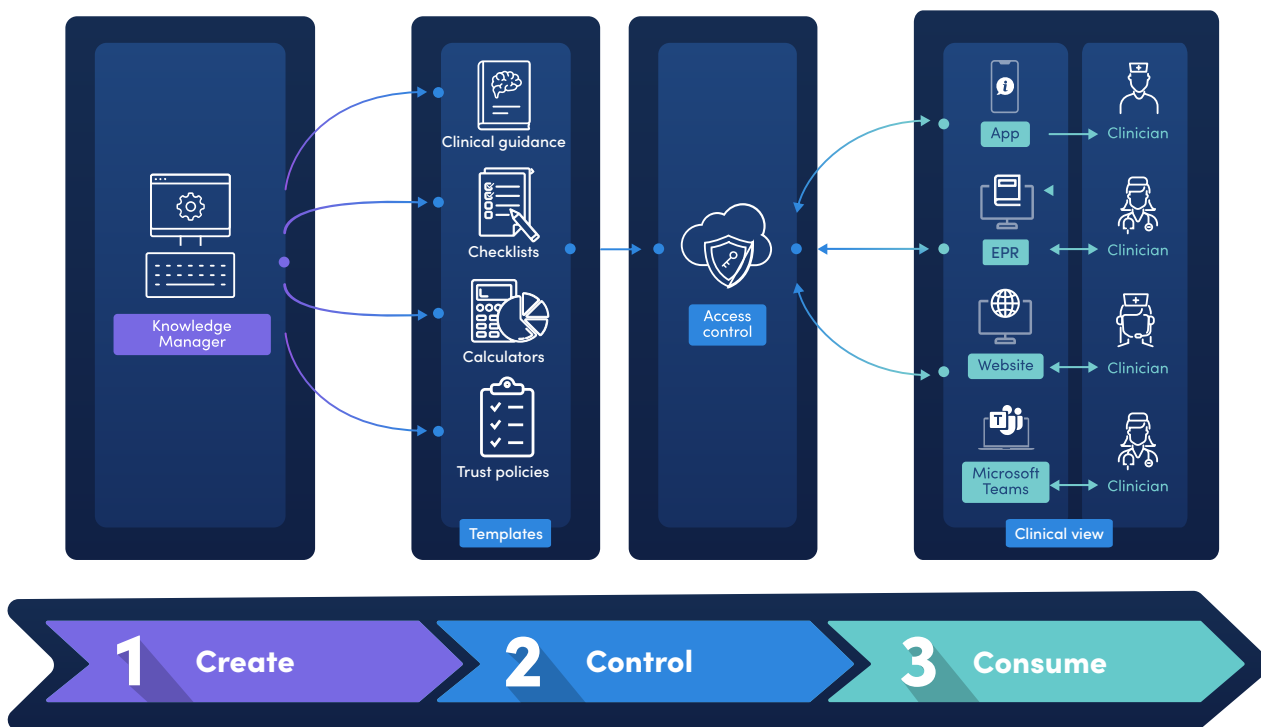 Knowledge
Manager
Clinical guidance
Checklists
Calculators
Trust policies
Templates
Access
control
App
Clinician
EPR
Clinician
Website
Clinician
T
Microsoft
Teams
Clinician
Clinical view
1 Create
2 Control
3 Consume